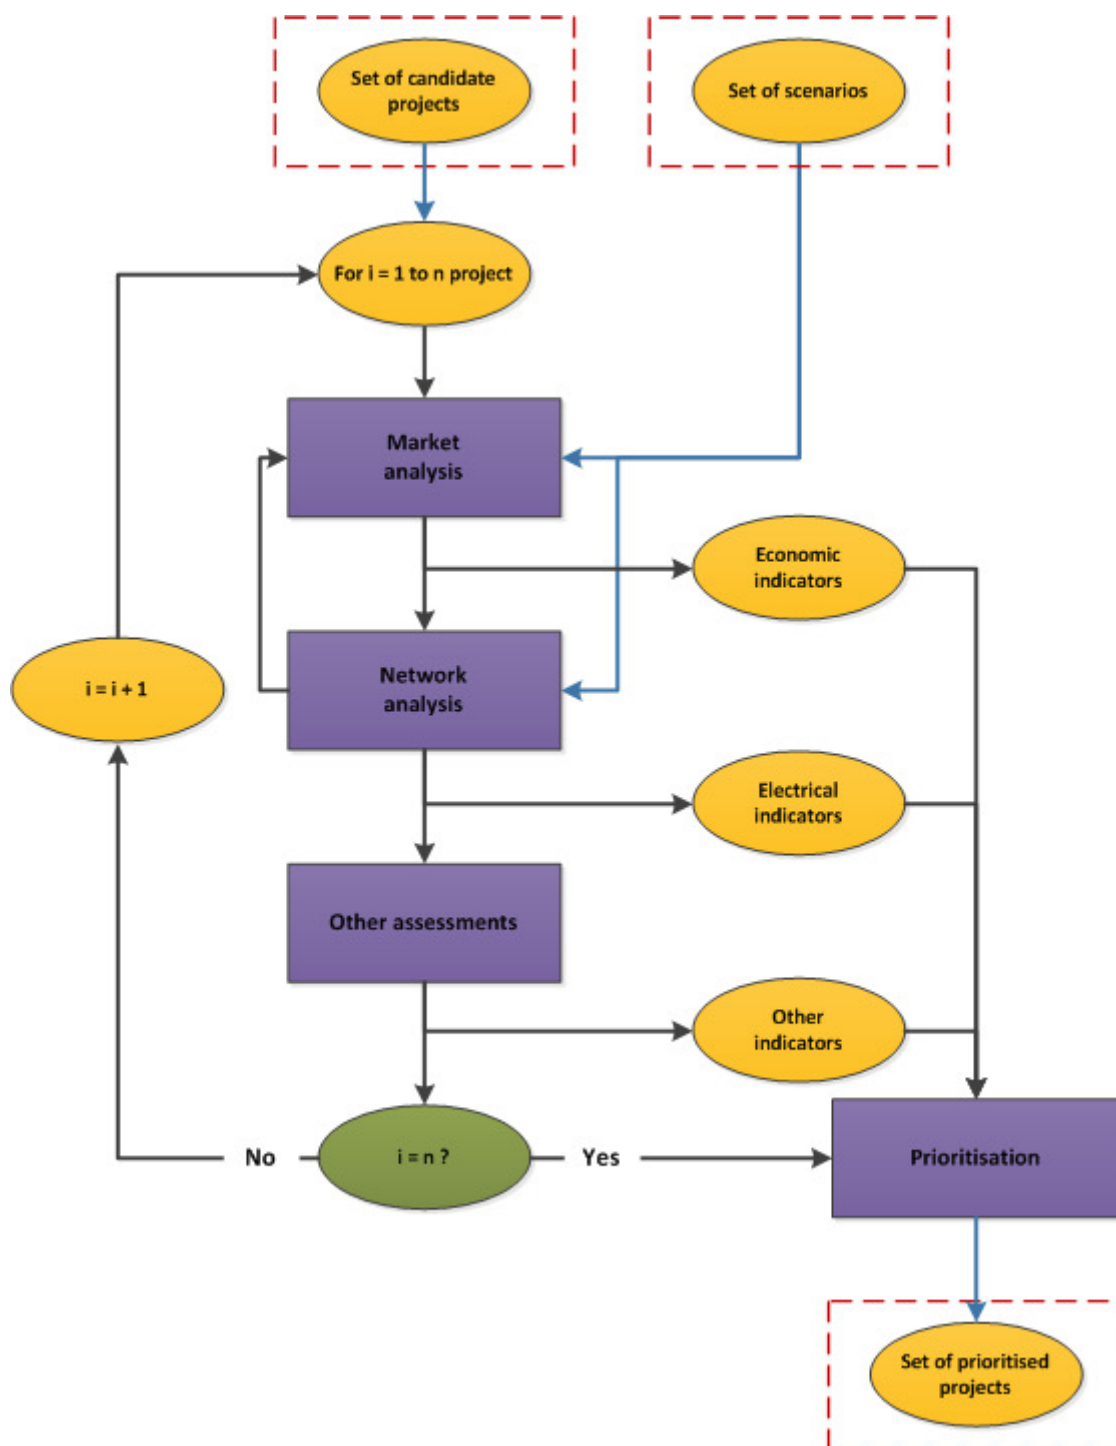 Set of candidate
projects
Set of scenarios
For i = 1 to n project
Market
analysis
Economic
indicators
Network
analysis
i = i + 1
Electrical
indicators
Other assessments
Other
indicators
No
i = n ?
Yes
Prioritisation
Set of prioritised
projects